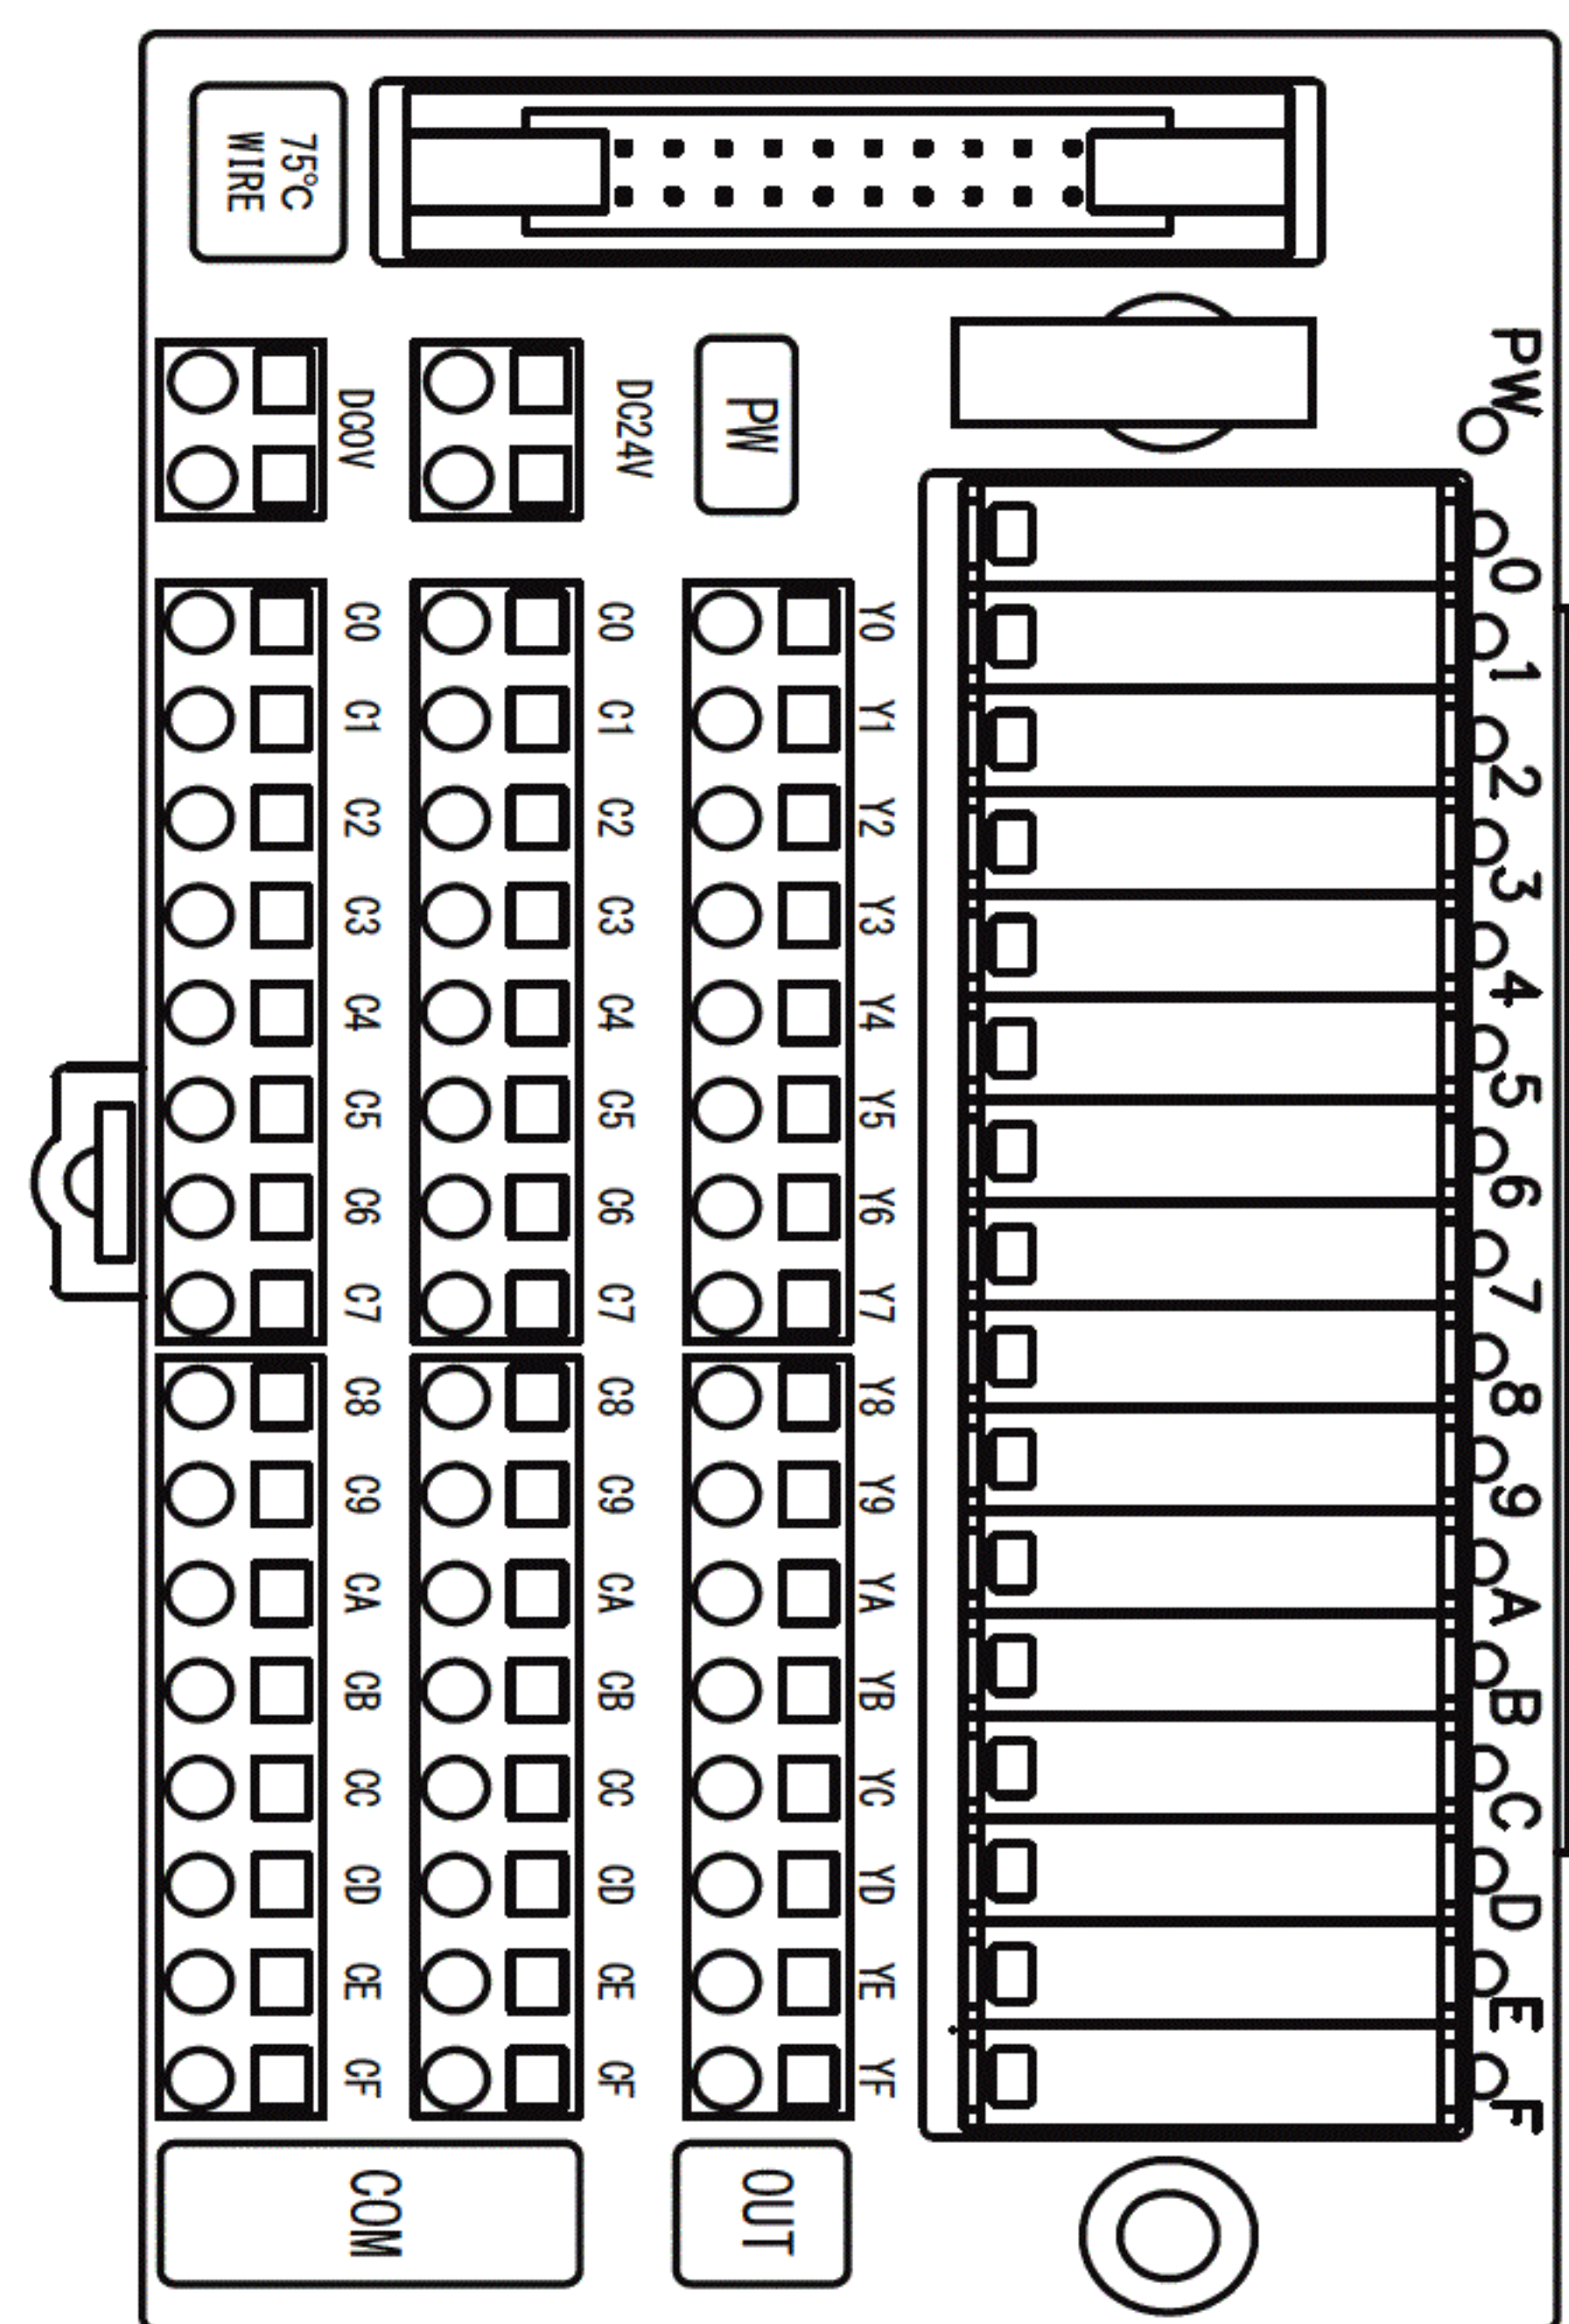 PW 0 1 2 3 4 5 6 7 8 9 A B C D E F
Y0 Y1 Y2 Y3 Y4 Y5 Y6 Y7 Y8 Y9 YA YB YC YD YE YF
PW
OUT
DC24V
C0 C1 C2 C3 C4 C5 C6 C7 C8 C9 CA CB CC CD CE CF
75°C
WIRE
DC0V
C0 C1 C2 C3 C4 C5 C6 C7 C8 C9 CA CB CC CD CE CF
COM